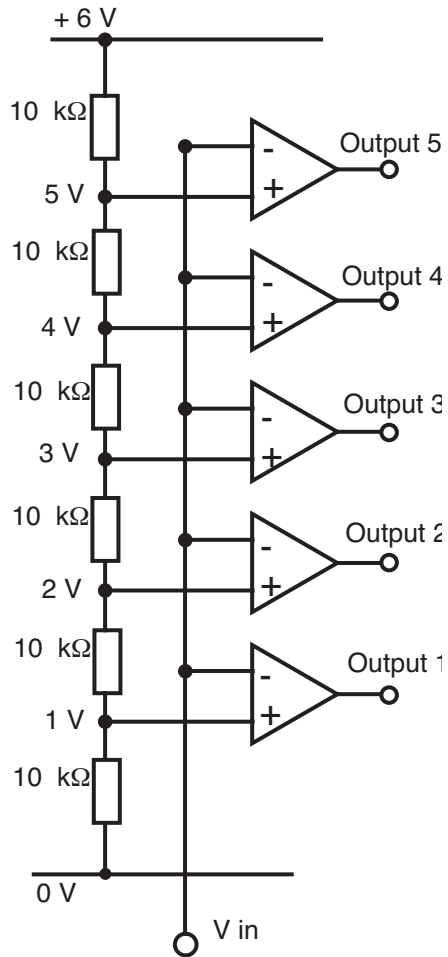 + 6 V
10 kΩ
Output 5
-
+
5 V
10 kΩ
Output 4
-
+
4 V
10 kΩ
Output 3
-
+
3 V
10 kΩ
Output 2
-
+
2 V
10 kΩ
Output 1
-
+
1 V
10 kΩ
0 V
V in